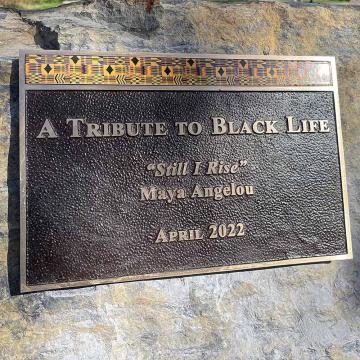 A Tribute to Black Life
"Still I Rise"
Maya Angelou
April 2022